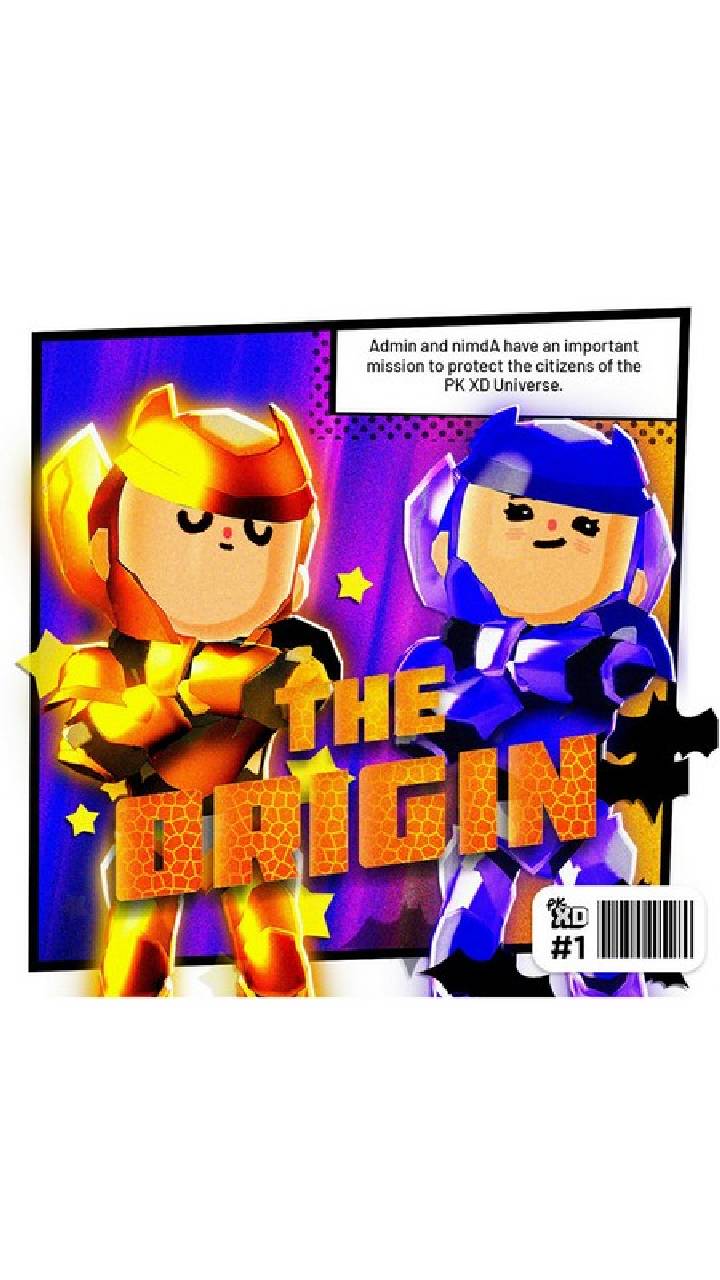 Admin and nimdA have an important
mission to protect the citizens of the
PK XD Universe.
THE
ORIGIN
PK
XD
#1